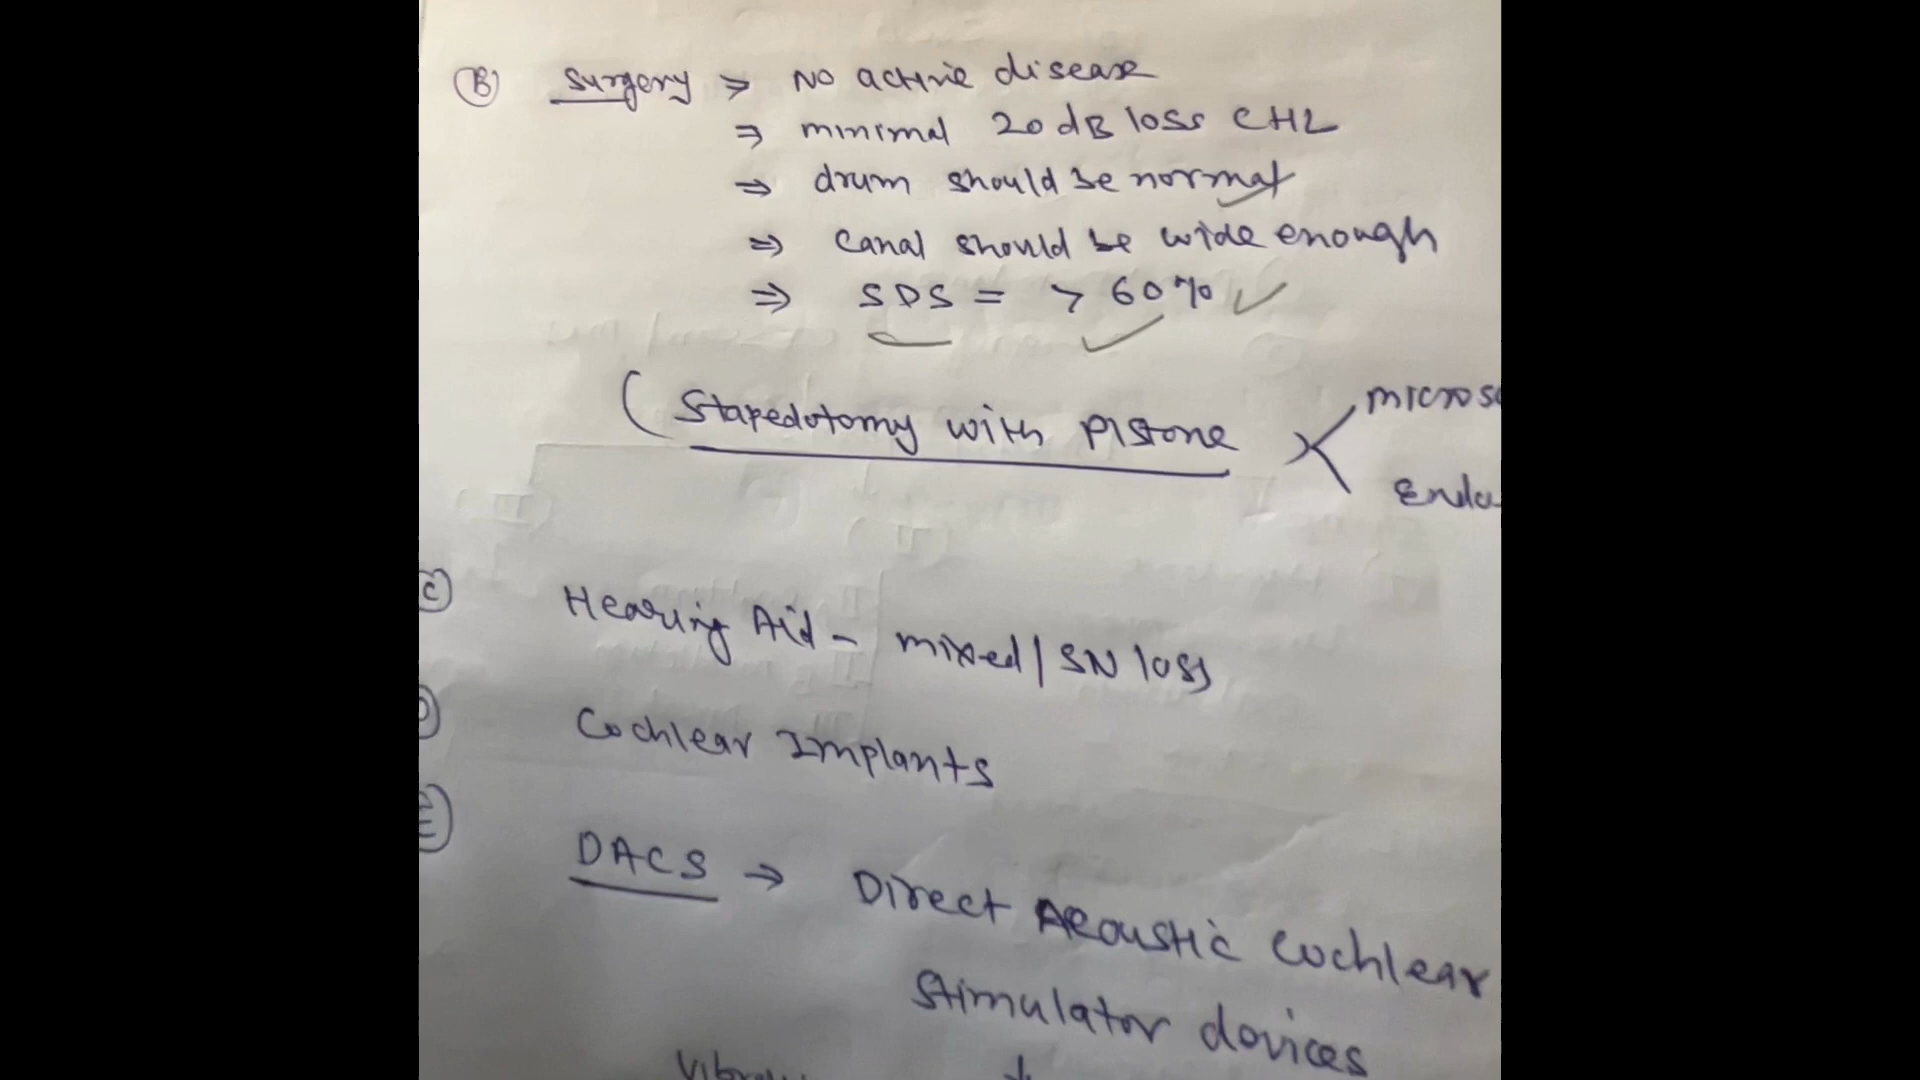 (B) Surgery ⇒ No active disease
⇒ minimal 20 dB loss CHL
⇒ drum should be normal
⇒ Canal should be wide enough
⇒ SDS = > 60%
( Stapedotomy with Pistone
(C) Hearing Aid - mixed / SN loss
(D) Cochlear Implants
(E) DACS → Direct Acoustic Cochlear
Stimulator devices